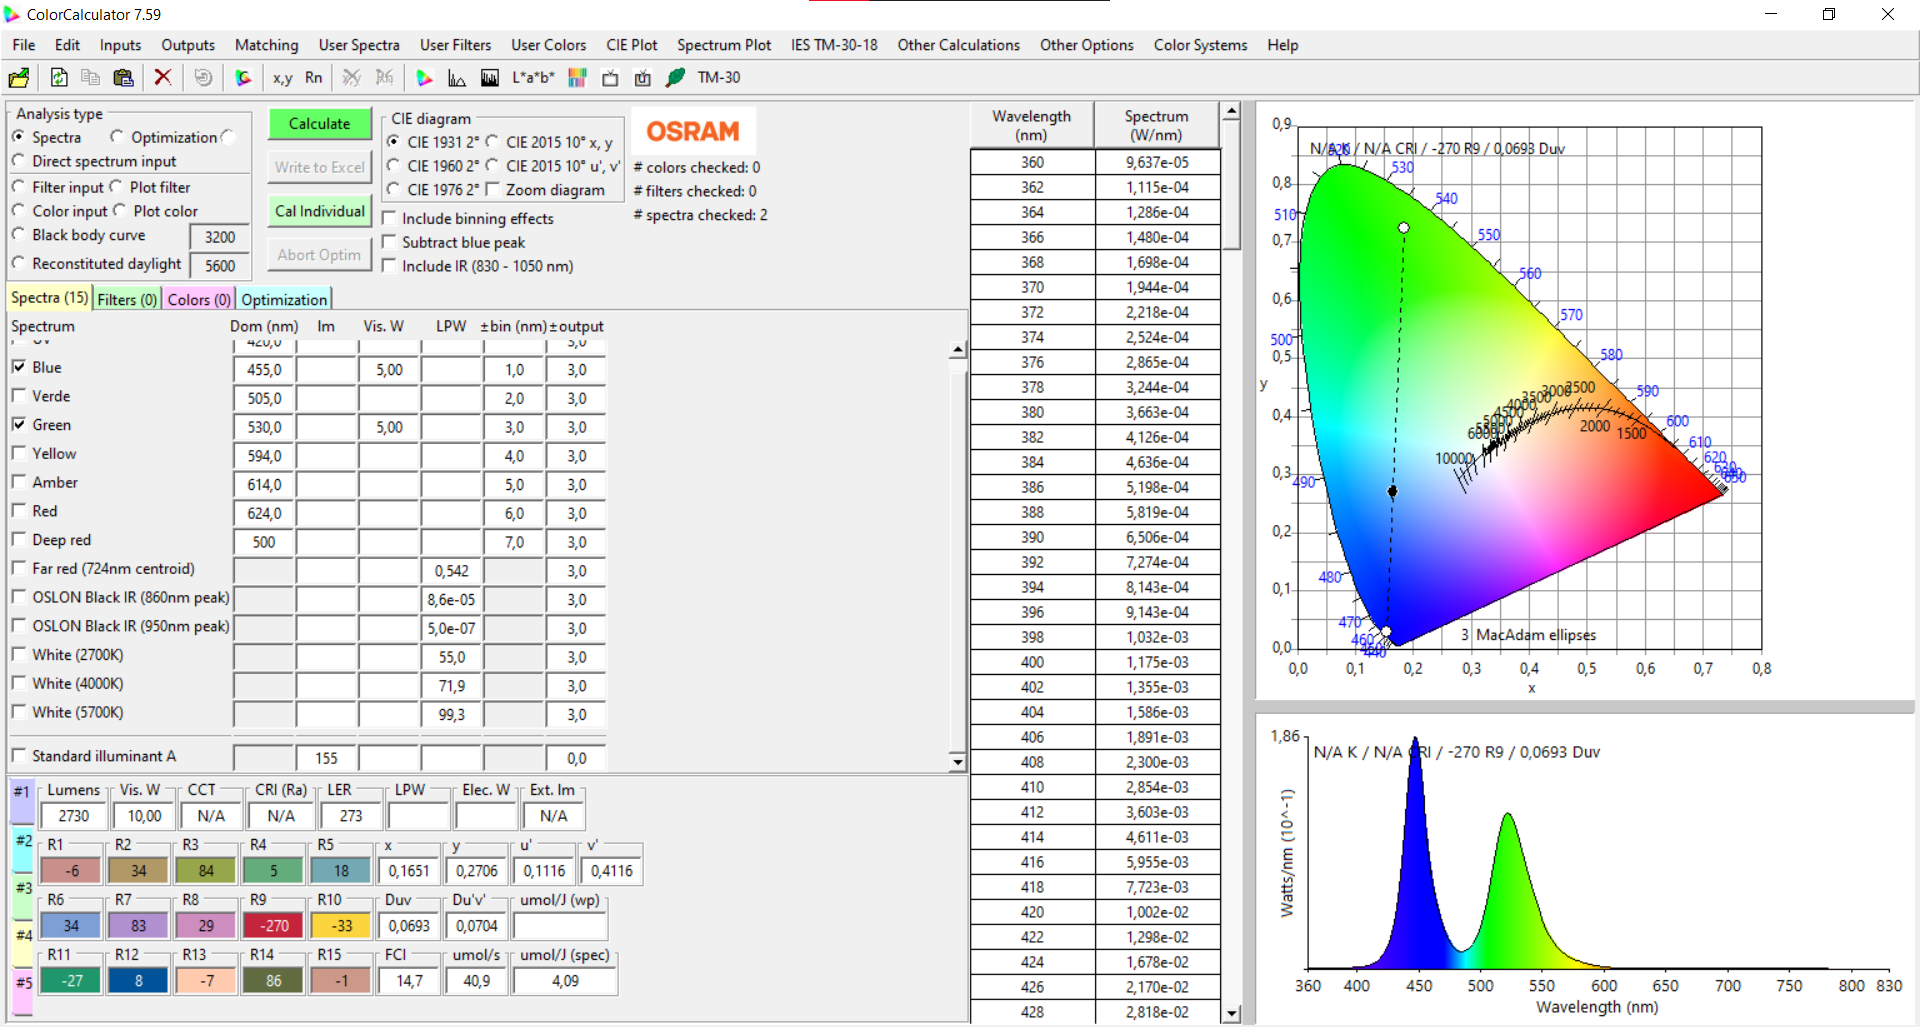 ColorCalculator 7.59
File Edit Inputs Outputs Matching User Spectra User Filters User Colors CIE Plot Spectrum Plot IES TM-30-18 Other Calculations Other Options Color Systems Help
x,y Rn L*a*b* TM-30
Analysis type
Spectra Optimization
Direct spectrum input
Filter input Plot filter
Color input Plot color
Black body curve 3200
Reconstituted daylight 5600
Calculate
Write to Excel
Cal Individual
Abort Optim
CIE diagram
CIE 1931 2° CIE 2015 10° x, y
CIE 1960 2° CIE 2015 10° u', v'
CIE 1976 2° Zoom diagram
Include binning effects
Subtract blue peak
Include IR (830 - 1050 nm)
OSRAM
# colors checked: 0
# filters checked: 0
# spectra checked: 2
Spectra (15) Filters (0) Colors (0) Optimization
Spectrum Dom (nm) lm Vis. W LPW ±bin (nm) ±output
UV 420,0 3,0
Blue 455,0 5,00 1,0 3,0
Verde 505,0 2,0 3,0
Green 530,0 5,00 3,0 3,0
Yellow 594,0 4,0 3,0
Amber 614,0 5,0 3,0
Red 624,0 6,0 3,0
Deep red 500 7,0 3,0
Far red (724nm centroid) 0,542 3,0
OSLON Black IR (860nm peak) 8,6e-05 3,0
OSLON Black IR (950nm peak) 5,0e-07 3,0
White (2700K) 55,0 3,0
White (4000K) 71,9 3,0
White (5700K) 99,3 3,0
Standard illuminant A 155 0,0
#1 #2 #3 #4 #5
Lumens Vis. W CCT CRI (Ra) LER LPW Elec. W Ext. lm
2730 10,00 N/A N/A 273 N/A
R1 R2 R3 R4 R5 x y u' v'
-6 34 84 5 18 0,1651 0,2706 0,1116 0,4116
R6 R7 R8 R9 R10 Duv Du'v' umol/J (wp)
34 83 29 -270 -33 0,0693 0,0704
R11 R12 R13 R14 R15 FCI umol/s umol/J (spec)
-27 8 -7 86 -1 14,7 40,9 4,09
Wavelength (nm) Spectrum (W/nm)
360 9,637e-05
362 1,115e-04
364 1,286e-04
366 1,480e-04
368 1,698e-04
370 1,944e-04
372 2,218e-04
374 2,524e-04
376 2,865e-04
378 3,244e-04
380 3,663e-04
382 4,126e-04
384 4,636e-04
386 5,198e-04
388 5,819e-04
390 6,506e-04
392 7,274e-04
394 8,143e-04
396 9,143e-04
398 1,032e-03
400 1,175e-03
402 1,355e-03
404 1,586e-03
406 1,891e-03
408 2,300e-03
410 2,854e-03
412 3,603e-03
414 4,611e-03
416 5,955e-03
418 7,723e-03
420 1,002e-02
422 1,298e-02
424 1,678e-02
426 2,170e-02
428 2,818e-02
N/A K / N/A CRI / -270 R9 / 0,0693 Duv
0,9
0,8
0,7
0,6
0,5
y
0,4
0,3
0,2
0,1
0,0
520 530 540 550 560 570 580 590 600 610 620 630
510
500
490
480
470
460
440
10000 6000 5000 4500 4000 3500 3000 2500 2000 1500
3 MacAdam ellipses
0,0 0,1 0,2 0,3 0,4 0,5 0,6 0,7 0,8
x
1,86
N/A K / N/A CRI / -270 R9 / 0,0693 Duv
Watts/nm (10^-1)
360 400 450 500 550 600 650 700 750 800 830
Wavelength (nm)